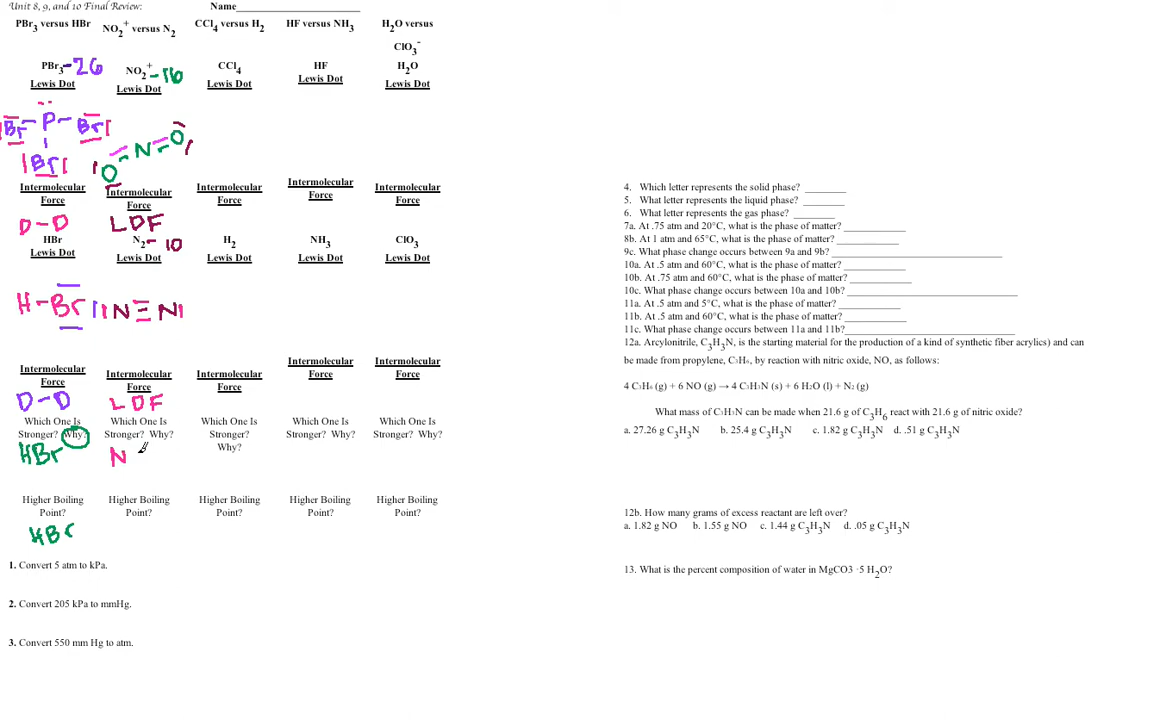 Unit 8, 9, and 10 Final Review: Name
PBr3 versus HBr NO2+ versus N2 CCl4 versus H2 HF versus NH3 H2O versus ClO3-
PBr3 -26 NO2+ -16 CCl4 HF H2O
Lewis Dot Lewis Dot Lewis Dot Lewis Dot Lewis Dot
Br-P-Br
Br
O=N=O
Intermolecular Force Intermolecular Force Intermolecular Force Intermolecular Force Intermolecular Force
D-D LDF
HBr N2 - 10 H2 NH3 ClO3
Lewis Dot Lewis Dot Lewis Dot Lewis Dot Lewis Dot
H-Br N≡N
Intermolecular Force Intermolecular Force Intermolecular Force Intermolecular Force Intermolecular Force
D-D LDF
Which One Is Stronger? Why? Which One Is Stronger? Why? Which One Is Stronger? Why? Which One Is Stronger? Why? Which One Is Stronger? Why?
HBr N
Higher Boiling Point? Higher Boiling Point? Higher Boiling Point? Higher Boiling Point? Higher Boiling Point?
HBr
1. Convert 5 atm to kPa.
2. Convert 205 kPa to mmHg.
3. Convert 550 mm Hg to atm.
4. Which letter represents the solid phase?
5. What letter represents the liquid phase?
6. What letter represents the gas phase?
7a. At .75 atm and 20°C, what is the phase of matter?
8b. At 1 atm and 65°C, what is the phase of matter?
9c. What phase change occurs between 9a and 9b?
10a. At .5 atm and 60°C, what is the phase of matter?
10b. At .75 atm and 60°C, what is the phase of matter?
10c. What phase change occurs between 10a and 10b?
11a. At .5 atm and 5°C, what is the phase of matter?
11b. At .5 atm and 60°C, what is the phase of matter?
11c. What phase change occurs between 11a and 11b?
12a. Arcylonitrile, C3H3N, is the starting material for the production of a kind of synthetic fiber acrylics) and can
be made from propylene, C3H6, by reaction with nitric oxide, NO, as follows:
4 C3H6 (g) + 6 NO (g) → 4 C3H3N (s) + 6 H2O (l) + N2 (g)
What mass of C3H3N can be made when 21.6 g of C3H6 react with 21.6 g of nitric oxide?
a. 27.26 g C3H3N b. 25.4 g C3H3N c. 1.82 g C3H3N d. .51 g C3H3N
12b. How many grams of excess reactant are left over?
a. 1.82 g NO b. 1.55 g NO c. 1.44 g C3H3N d. .05 g C3H3N
13. What is the percent composition of water in MgCO3 ·5 H2O?